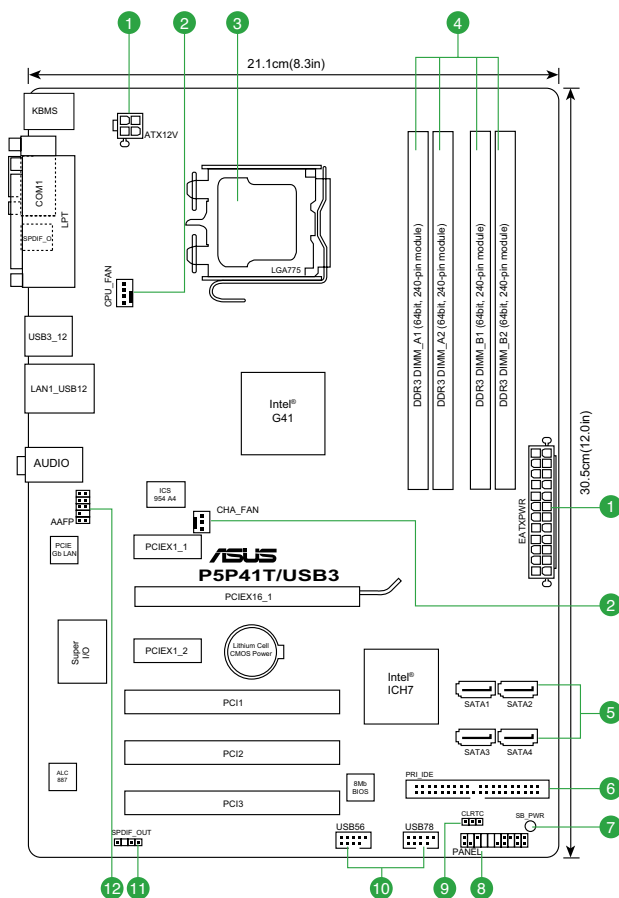 1
2
3
4
21.1cm(8.3in)
KBMS
ATX12V
COM1
LPT
SPDIF_O
CPU_FAN
LGA775
DDR3 DIMM_A1 (64bit, 240-pin module)
DDR3 DIMM_A2 (64bit, 240-pin module)
DDR3 DIMM_B1 (64bit, 240-pin module)
DDR3 DIMM_B2 (64bit, 240-pin module)
30.5cm(12.0in)
USB3_12
LAN1_USB12
Intel®
G41
AUDIO
EATXPWR
1
ICS
954 A4
AAFP
CHA_FAN
PCIE
Gb LAN
PCIEX1_1
ASUS
P5P41T/USB3
PCIEX16_1
2
Super
I/O
PCIEX1_2
Lithium Cell
CMOS Power
Intel®
ICH7
SATA1
SATA2
5
PCI1
SATA3
SATA4
PCI2
ALC
887
8Mb
BIOS
PRI_IDE
6
PCI3
CLRTC
SB_PWR
7
SPDIF_OUT
USB56
USB78
PANEL
12
11
10
9
8